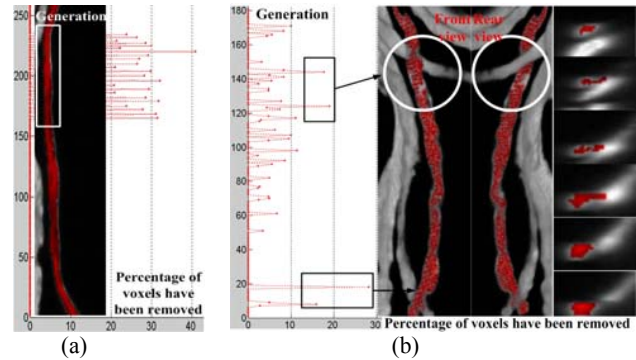 Generation
250
200
150
100
50
0
0 10 20 30 40
Percentage of
voxels have
been removed
(a)
Generation
180
160
140
120
100
80
60
40
20
0
0 10 20 30
From Rear
view view
Percentage of voxels have been removed
(b)